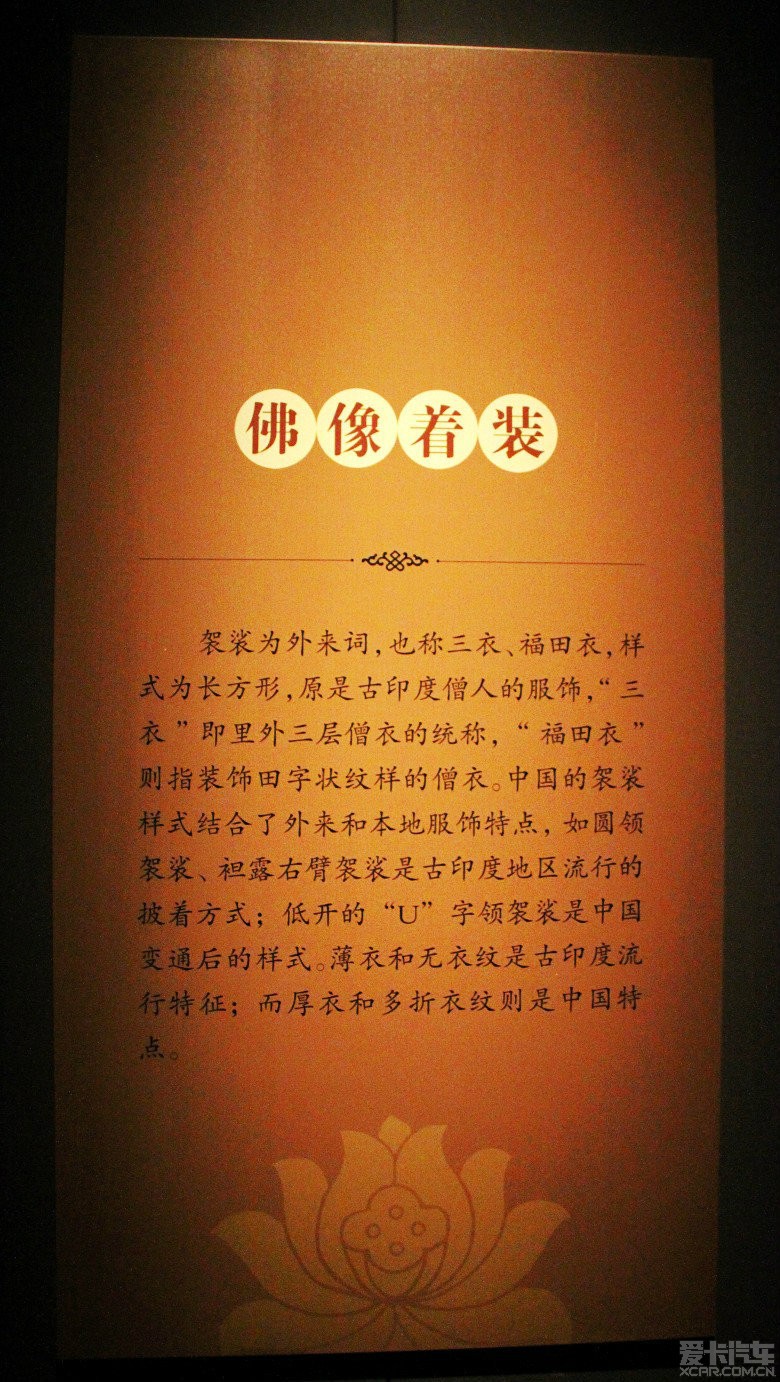 佛像着装
袈裟为外来词,也称三衣、福田衣,样
式为长方形,原是古印度僧人的服饰,“三
衣”即里外三层僧衣的统称,“福田衣”
则指装饰田字状纹样的僧衣。中国的袈裟
样式结合了外来和本地服饰特点,如圆领
袈裟、袒露右臂袈裟是古印度地区流行的
披着方式;低开的“U”字领袈裟是中国
变通后的样式。薄衣和无衣纹是古印度流
行特征;而厚衣和多折衣纹则是中国特
点。
爱卡汽车
XCAR.COM.CN